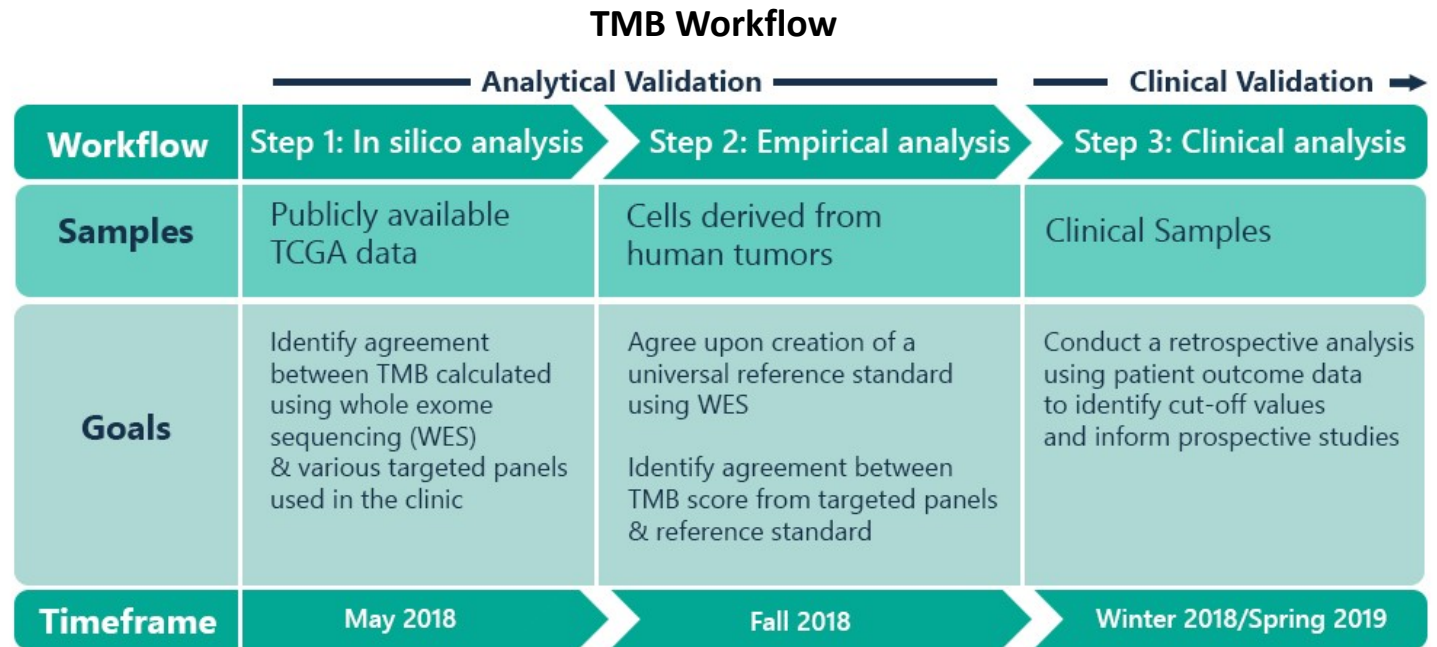 TMB Workflow
Analytical Validation
Clinical Validation
Workflow
Step 1: In silico analysis
Step 2: Empirical analysis
Step 3: Clinical analysis
Samples
Publicly available
TCGA data
Cells derived from
human tumors
Clinical Samples
Goals
Identify agreement
between TMB calculated
using whole exome
sequencing (WES)
& various targeted panels
used in the clinic
Agree upon creation of a
universal reference standard
using WES
Identify agreement between
TMB score from targeted panels
& reference standard
Conduct a retrospective analysis
using patient outcome data
to identify cut-off values
and inform prospective studies
Timeframe
May 2018
Fall 2018
Winter 2018/Spring 2019